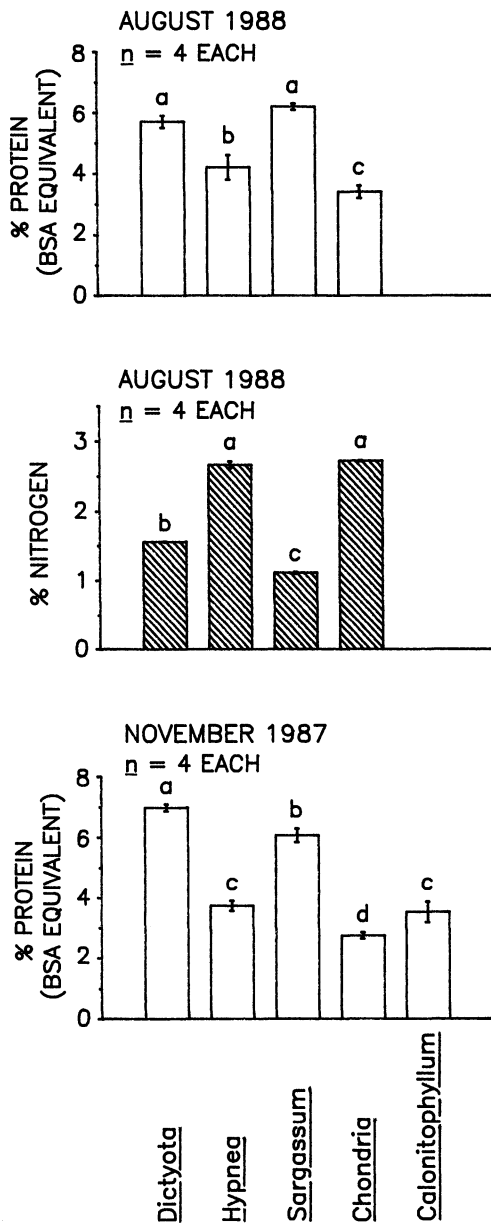 AUGUST 1988
n = 4 EACH
% PROTEIN
(BSA EQUIVALENT)
8
6
4
2
0
a
b
a
c
AUGUST 1988
n = 4 EACH
% NITROGEN
3
2
1
0
b
a
c
a
NOVEMBER 1987
n = 4 EACH
% PROTEIN
(BSA EQUIVALENT)
8
6
4
2
0
a
c
b
d
c
Dictyota
Hypnea
Sargassum
Chondria
Calonitophyllum